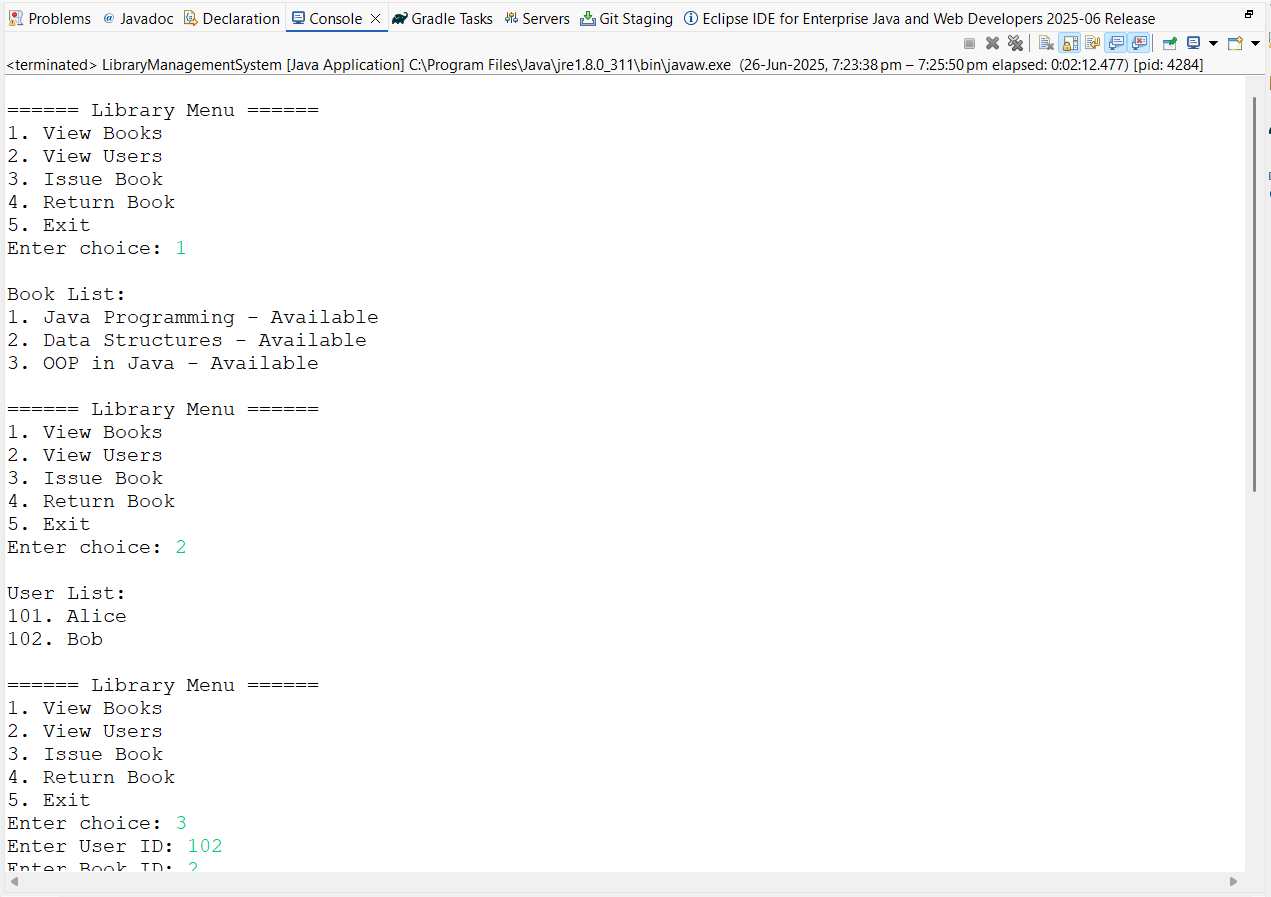 Problems Javadoc Declaration Console Gradle Tasks Servers Git Staging Eclipse IDE for Enterprise Java and Web Developers 2025-06 Release
<terminated> LibraryManagementSystem [Java Application] C:\Program Files\Java\jre1.8.0_311\bin\javaw.exe (26-Jun-2025, 7:23:38 pm – 7:25:50 pm elapsed: 0:02:12.477) [pid: 4284]
====== Library Menu ======
1. View Books
2. View Users
3. Issue Book
4. Return Book
5. Exit
Enter choice: 1
Book List:
1. Java Programming - Available
2. Data Structures - Available
3. OOP in Java - Available
====== Library Menu ======
1. View Books
2. View Users
3. Issue Book
4. Return Book
5. Exit
Enter choice: 2
User List:
101. Alice
102. Bob
====== Library Menu ======
1. View Books
2. View Users
3. Issue Book
4. Return Book
5. Exit
Enter choice: 3
Enter User ID: 102
Enter Book ID: 2